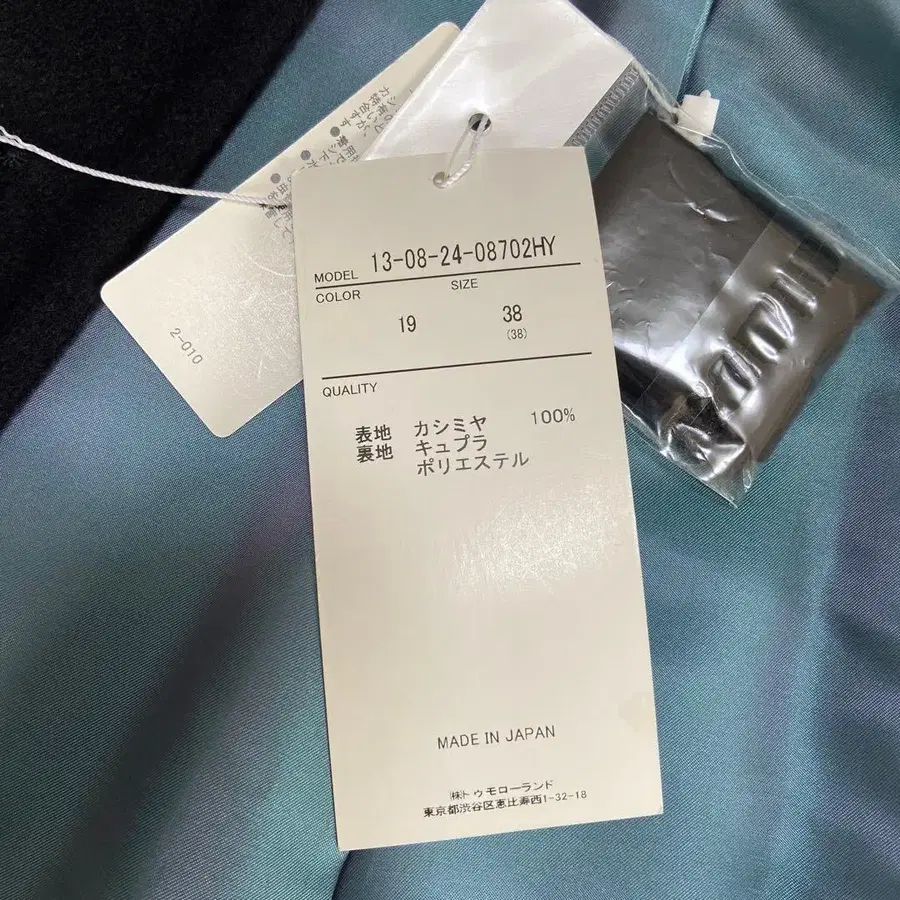 MODEL 13-08-24-08702HY
COLOR SIZE
19 38
(38)
QUALITY
表地 カシミヤ 100%
裏地 キュプラ
ポリエステル
MADE IN JAPAN
㈱トゥモローランド
東京都渋谷区恵比寿西1-32-18
2-010